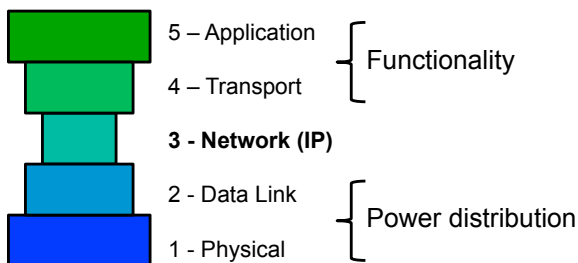 5 – Application
Functionality
4 – Transport
3 - Network (IP)
2 - Data Link
Power distribution
1 - Physical